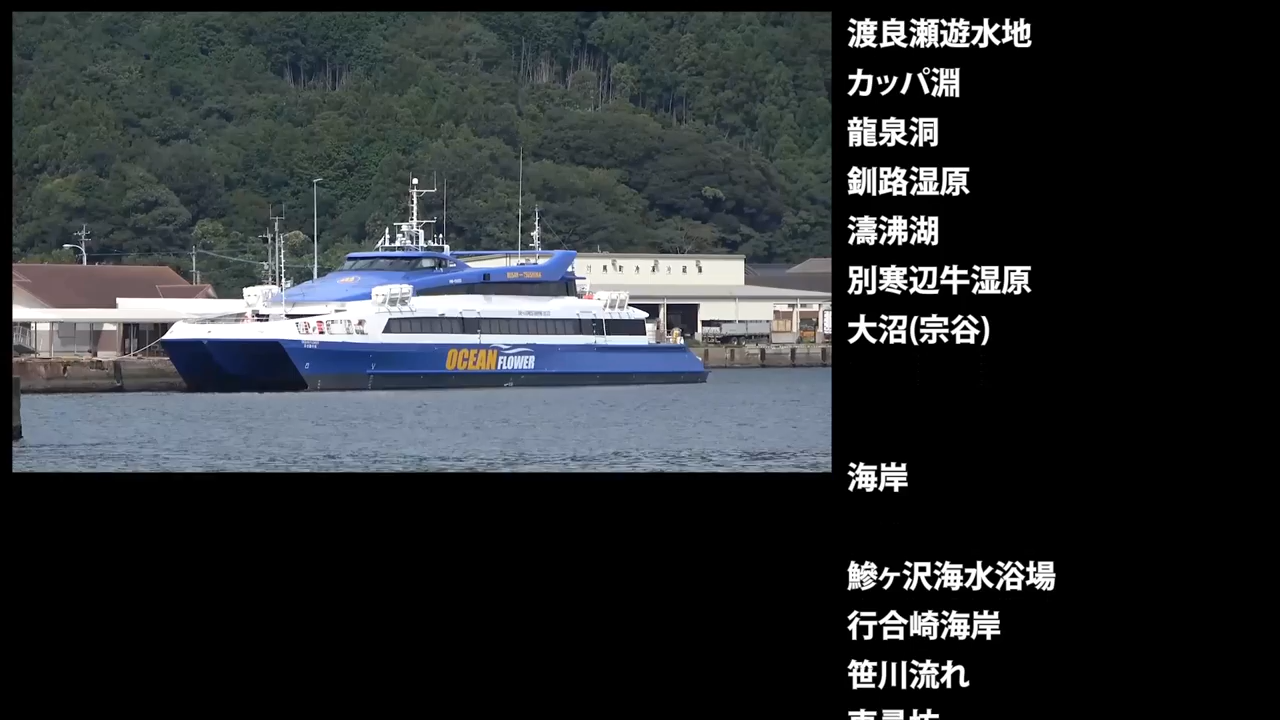 OCEAN FLOWER
渡良瀬遊水地
カッパ淵
龍泉洞
釧路湿原
濤沸湖
別寒辺牛湿原
大沼(宗谷)
海岸
鰺ヶ沢海水浴場
行合崎海岸
笹川流れ